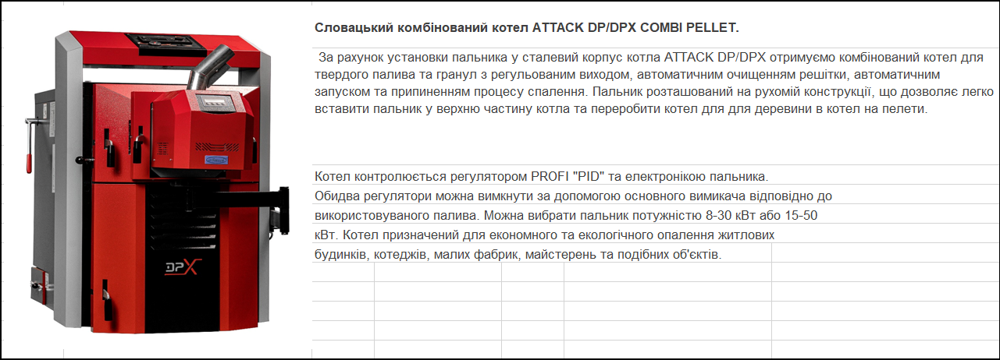 Словацький комбінований котел ATTACK DP/DPX COMBI PELLET.
За рахунок установки пальника у сталевий корпус котла ATTACK DP/DPX отримуємо комбінований котел для
твердого палива та гранул з регульованим виходом, автоматичним очищенням решітки, автоматичним
запуском та припиненням процесу спалення. Пальник розташований на рухомій конструкції, що дозволяє легко
вставити пальник у верхню частину котла та переробити котел для для деревини в котел на пелети.
Котел контролюється регулятором PROFI "PID" та електронікою пальника.
Обидва регулятори можна вимкнути за допомогою основного вимикача відповідно до
використовуваного палива. Можна вибрати пальник потужністю 8-30 кВт або 15-50
кВт. Котел призначений для економного та екологічного опалення житлових
будинків, котеджів, малих фабрик, майстерень та подібних об'єктів.
DPX